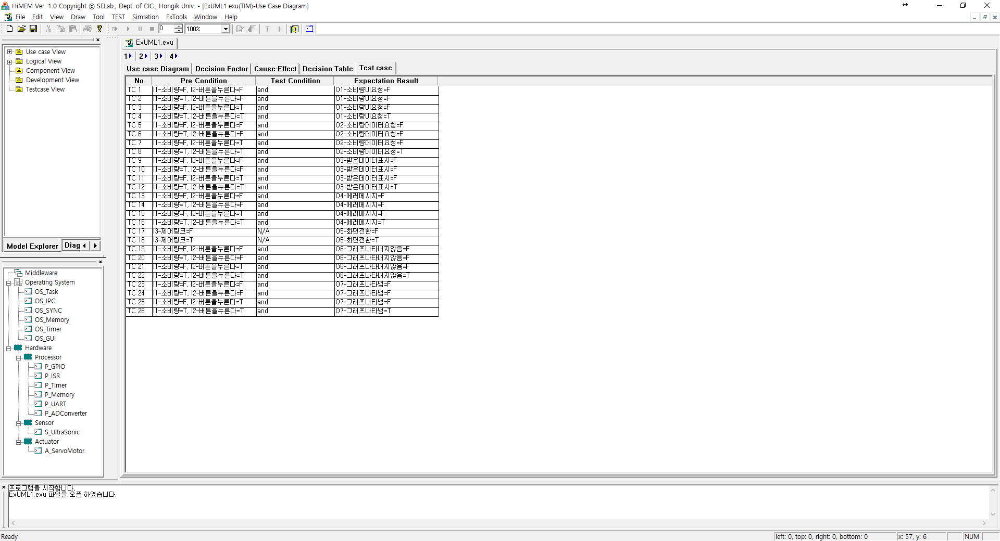 HiMEM Ver. 1.0 Copyright ⓒ SELab., Dept. of CIC., Hongik Univ. - [ExUML1.exu(TIM)-Use Case Diagram]
File Edit View Draw Tool TEST Simlation ExTools Window Help
0 100% T I
ExUML1.exu
1 2 3 4
Use case Diagram Decision Factor Cause-Effect Decision Table Test case
No Pre Condition Test Condition Expectation Result
TC 1 I1-소비량=F, I2-버튼을누른다=F and O1-소비량UI요청=F
TC 2 I1-소비량=T, I2-버튼을누른다=F and O1-소비량UI요청=F
TC 3 I1-소비량=F, I2-버튼을누른다=T and O1-소비량UI요청=F
TC 4 I1-소비량=T, I2-버튼을누른다=T and O1-소비량UI요청=T
TC 5 I1-소비량=F, I2-버튼을누른다=F and O2-소비량데이터요청=F
TC 6 I1-소비량=T, I2-버튼을누른다=F and O2-소비량데이터요청=F
TC 7 I1-소비량=F, I2-버튼을누른다=T and O2-소비량데이터요청=F
TC 8 I1-소비량=T, I2-버튼을누른다=T and O2-소비량데이터요청=T
TC 9 I1-소비량=F, I2-버튼을누른다=F and O3-받은데이터표시=F
TC 10 I1-소비량=T, I2-버튼을누른다=F and O3-받은데이터표시=F
TC 11 I1-소비량=F, I2-버튼을누른다=T and O3-받은데이터표시=F
TC 12 I1-소비량=T, I2-버튼을누른다=T and O3-받은데이터표시=T
TC 13 I1-소비량=F, I2-버튼을누른다=F and O4-에러메시지=F
TC 14 I1-소비량=T, I2-버튼을누른다=F and O4-에러메시지=F
TC 15 I1-소비량=F, I2-버튼을누른다=T and O4-에러메시지=F
TC 16 I1-소비량=T, I2-버튼을누른다=T and O4-에러메시지=T
TC 17 I3-제어링크=F N/A O5-화면전환=F
TC 18 I3-제어링크=T N/A O5-화면전환=T
TC 19 I1-소비량=F, I2-버튼을누른다=F and O6-그래프나타내지않음=F
TC 20 I1-소비량=T, I2-버튼을누른다=F and O6-그래프나타내지않음=F
TC 21 I1-소비량=F, I2-버튼을누른다=T and O6-그래프나타내지않음=F
TC 22 I1-소비량=T, I2-버튼을누른다=T and O6-그래프나타내지않음=T
TC 23 I1-소비량=F, I2-버튼을누른다=F and O7-그래프나타냄=F
TC 24 I1-소비량=T, I2-버튼을누른다=F and O7-그래프나타냄=F
TC 25 I1-소비량=F, I2-버튼을누른다=T and O7-그래프나타냄=F
TC 26 I1-소비량=T, I2-버튼을누른다=T and O7-그래프나타냄=T
Use case View
Logical View
Component View
Development View
Testcase View
Model Explorer Diag
Middleware
Operating System
OS_Task
OS_IPC
OS_SYNC
OS_Memory
OS_Timer
OS_GUI
Hardware
Processor
P_GPIO
P_ISR
P_Timer
P_Memory
P_UART
P_ADConverter
Sensor
S_UltraSonic
Actuator
A_ServoMotor
프로그램을 시작합니다.
ExUML1.exu 파일을 오픈 하였습니다.
Ready left: 0, top: 0, right: 0, bottom: 0 x: 57, y: 6 NUM